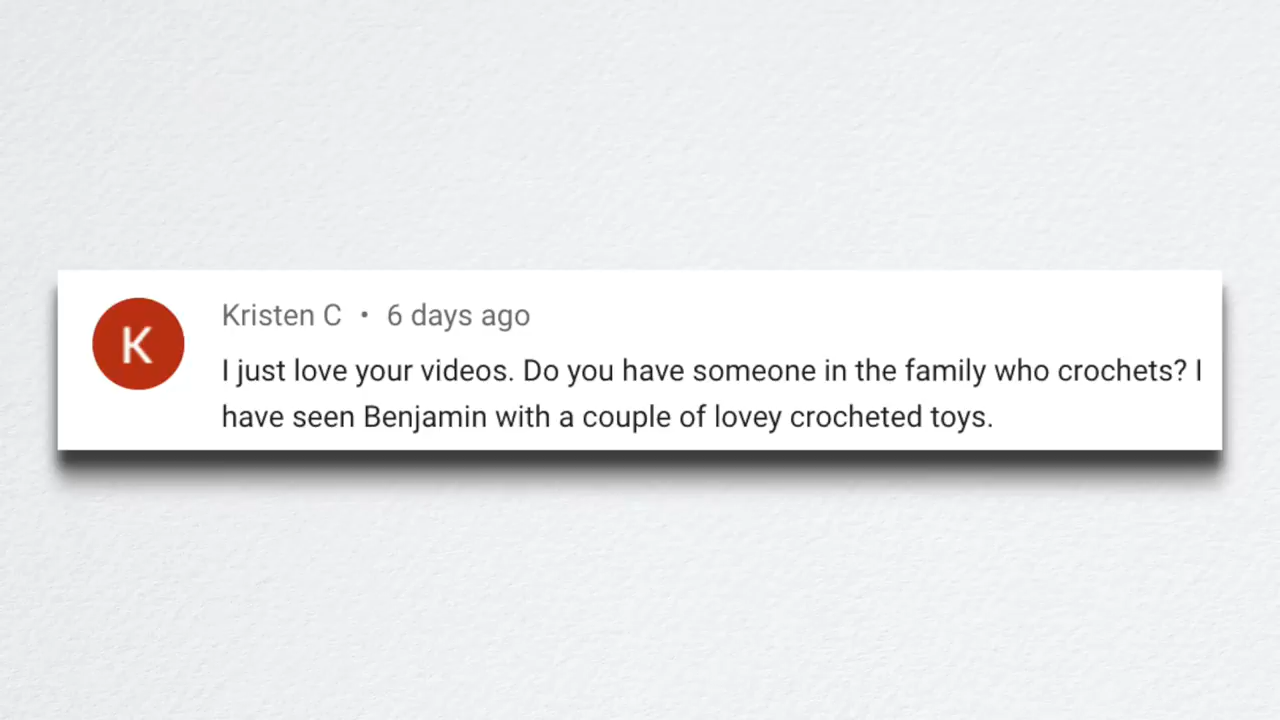 K
Kristen C • 6 days ago
I just love your videos. Do you have someone in the family who crochets? I
have seen Benjamin with a couple of lovey crocheted toys.